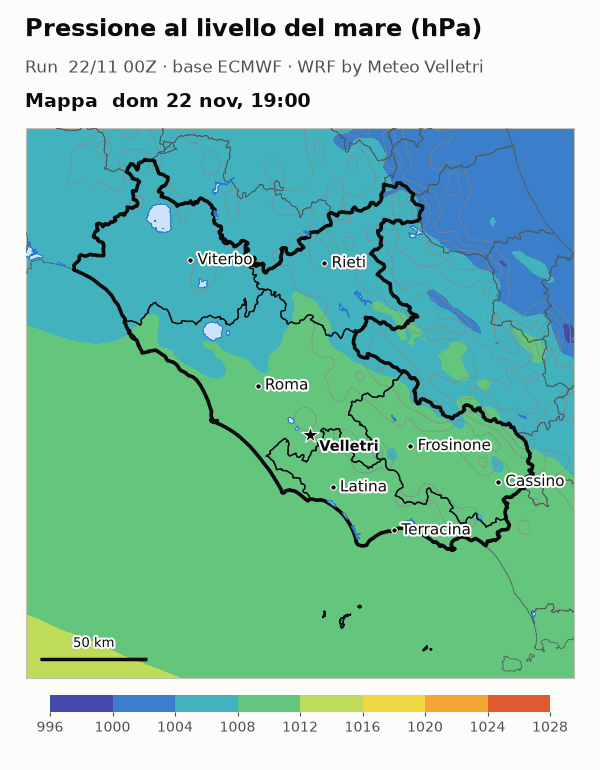 Pressione al livello del mare (hPa)
Run  22/11 00Z · base ECMWF · WRF by Meteo Velletri
Mappa  dom 22 nov, 19:00
Viterbo
Rieti
Roma
Velletri
Frosinone
Latina
Cassino
Terracina
50 km
996 1000 1004 1008 1012 1016 1020 1024 1028